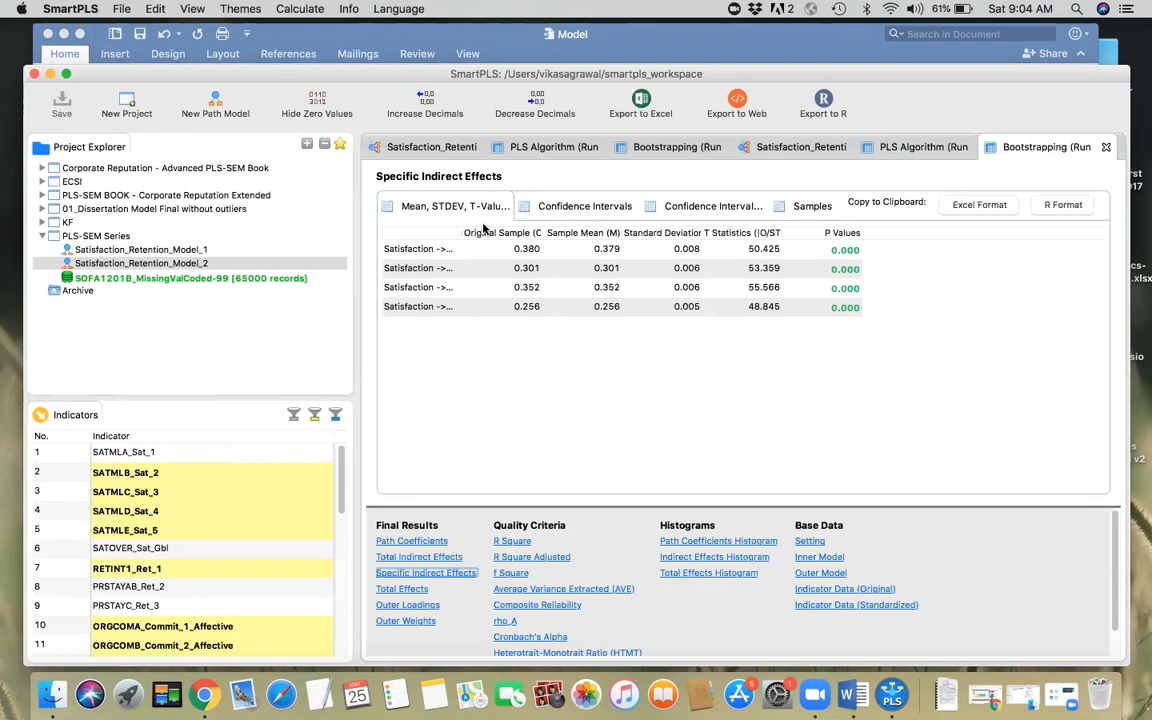 SmartPLS File Edit View Themes Calculate Info Language 2 61% Sat 9:04 AM
Model Search in Document
Home Insert Design Layout References Mailings Review View Share
SmartPLS: /Users/vikasagrawal/smartpls_workspace
Save New Project New Path Model Hide Zero Values Increase Decimals Decrease Decimals Export to Excel Export to Web Export to R
Project Explorer
Corporate Reputation - Advanced PLS-SEM Book
ECSI
PLS-SEM BOOK - Corporate Reputation Extended
01_Dissertation Model Final without outliers
KF
PLS-SEM Series
Satisfaction_Retention_Model_1
Satisfaction_Retention_Model_2
SOFA1201B_MissingValCoded-99 [65000 records]
Archive
Indicators
No. Indicator
1 SATMLA_Sat_1
2 SATMLB_Sat_2
3 SATMLC_Sat_3
4 SATMLD_Sat_4
5 SATMLE_Sat_5
6 SATOVER_Sat_Gbl
7 RETINT1_Ret_1
8 PRSTAYAB_Ret_2
9 PRSTAYC_Ret_3
10 ORGCOMA_Commit_1_Affective
11 ORGCOMB_Commit_2_Affective
Satisfaction_Retenti PLS Algorithm (Run Bootstrapping (Run Satisfaction_Retenti PLS Algorithm (Run Bootstrapping (Run
Specific Indirect Effects
Mean, STDEV, T-Valu... Confidence Intervals Confidence Interval... Samples Copy to Clipboard: Excel Format R Format
Original Sample (O Sample Mean (M) Standard Deviation T Statistics (|O/ST P Values
Satisfaction ->... 0.380 0.379 0.008 50.425 0.000
Satisfaction ->... 0.301 0.301 0.006 53.359 0.000
Satisfaction ->... 0.352 0.352 0.006 55.566 0.000
Satisfaction ->... 0.256 0.256 0.005 48.845 0.000
Final Results Quality Criteria Histograms Base Data
Path Coefficients R Square Path Coefficients Histogram Setting
Total Indirect Effects R Square Adjusted Indirect Effects Histogram Inner Model
Specific Indirect Effects f Square Total Effects Histogram Outer Model
Total Effects Average Variance Extracted (AVE) Indicator Data (Original)
Outer Loadings Composite Reliability Indicator Data (Standardized)
Outer Weights rho_A
Cronbach's Alpha
Heterotrait-Monotrait Ratio (HTMT)
MAY 25 5 1 PLS